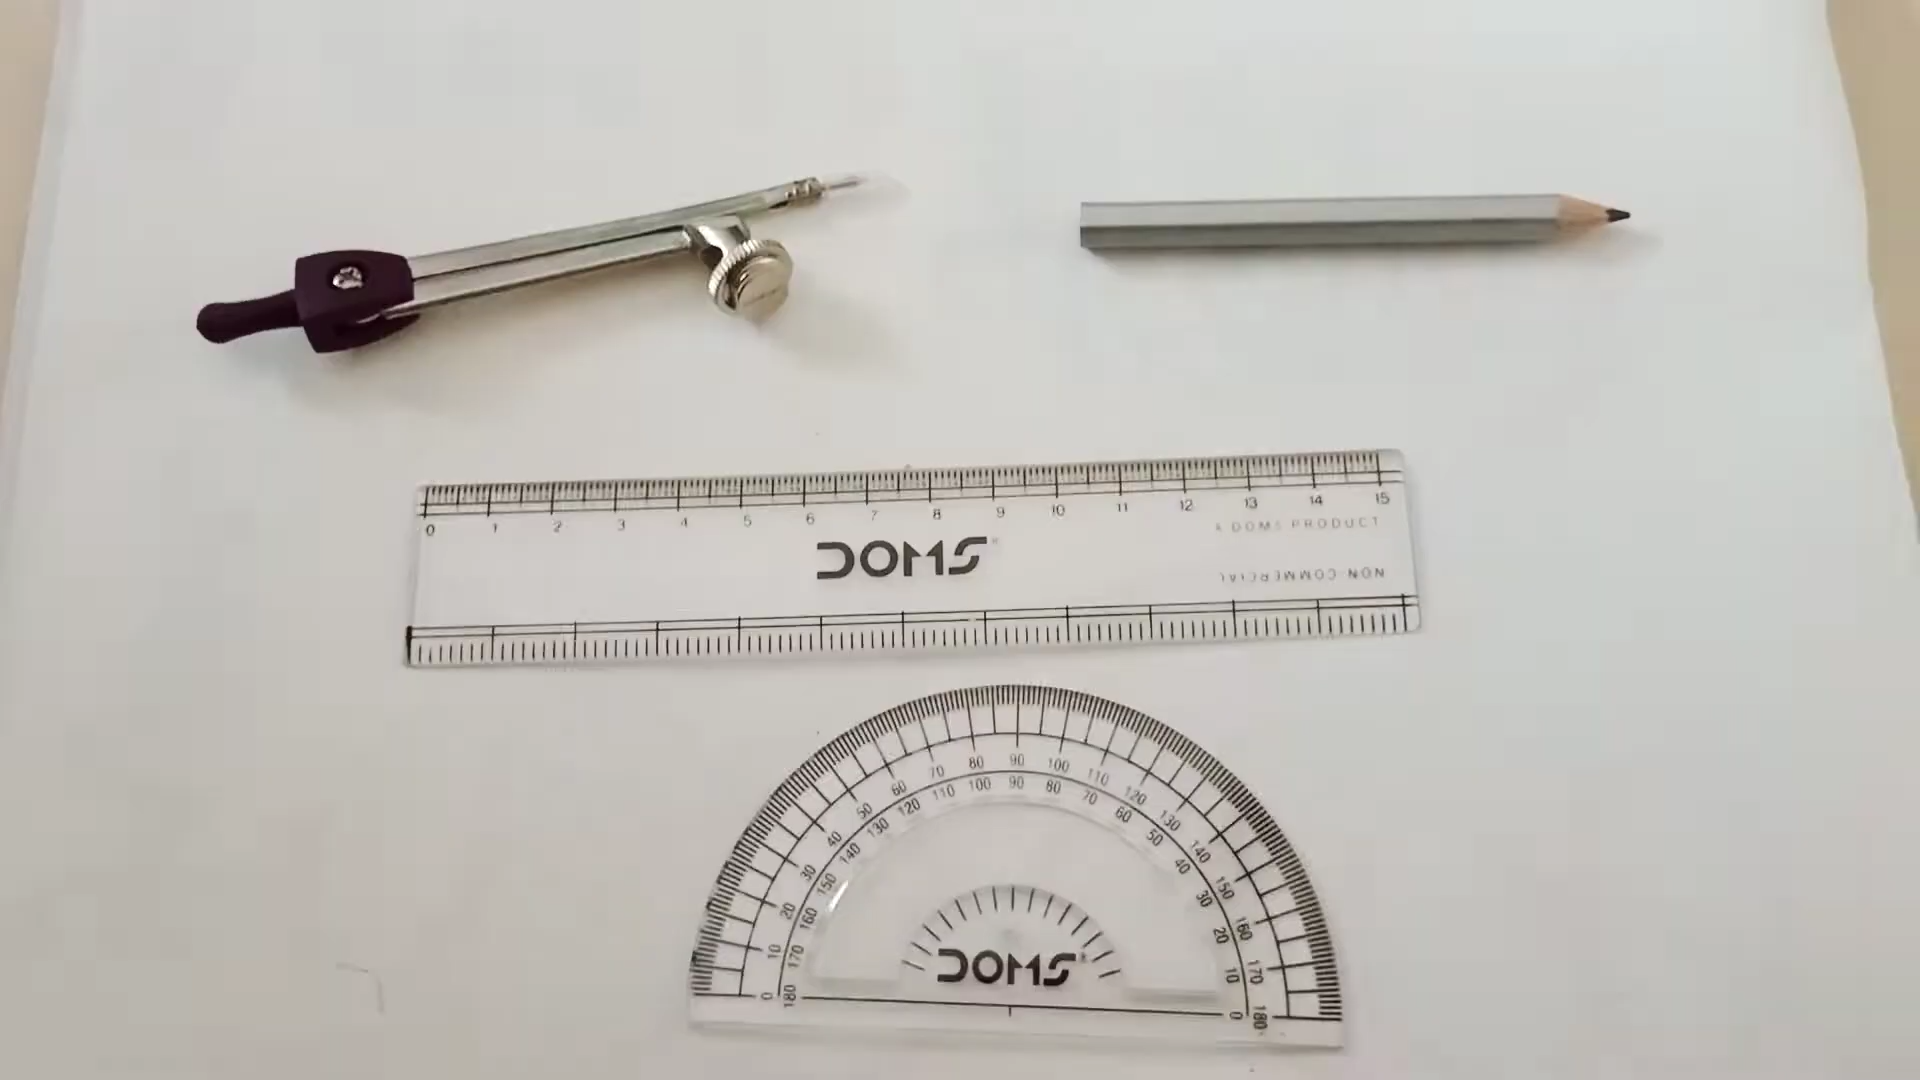 0 1 2 3 4 5 6 7 8 9 10 11 12 13 14 15
A DOMS PRODUCT
DOMS
NON-COMMERCIAL
0 10 20 30 40 50 60 70 80 90 100 110 120 130 140 150 160 170 180
180 170 160 150 140 130 120 110 100 90 80 70 60 50 40 30 20 10 0
DOMS